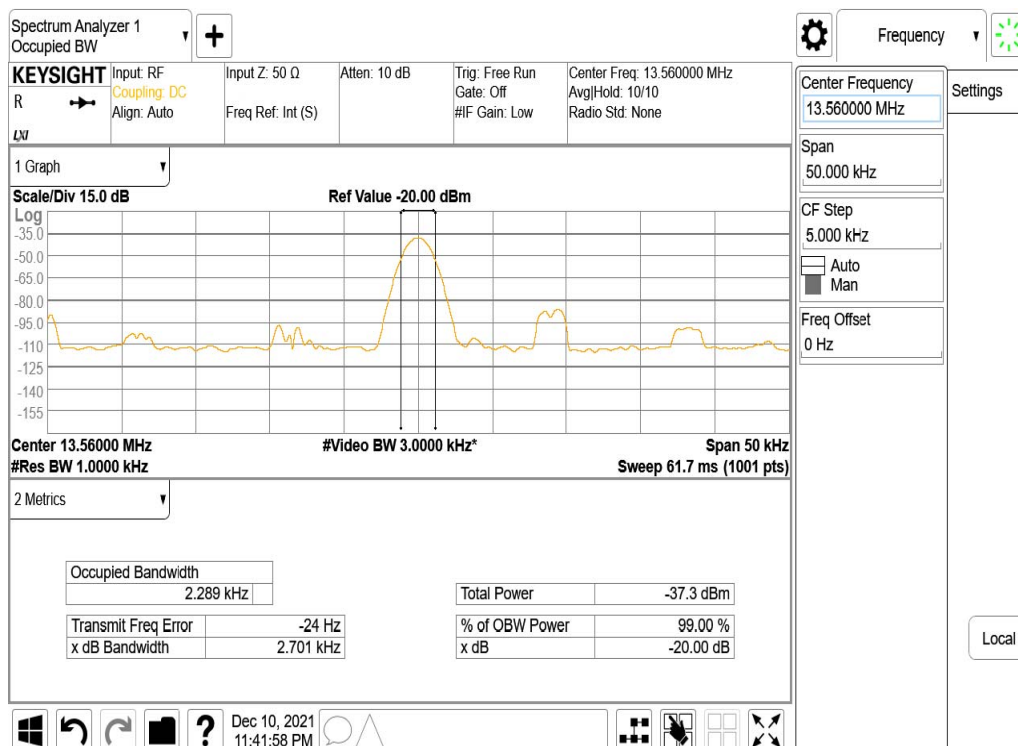 Spectrum Analyzer 1
Occupied BW
+
Frequency
KEYSIGHT
R
LXI
Input: RF
Coupling: DC
Align: Auto
Input Z: 50 Ω
Freq Ref: Int (S)
Atten: 10 dB
Trig: Free Run
Gate: Off
#IF Gain: Low
Center Freq: 13.560000 MHz
Avg|Hold: 10/10
Radio Std: None
Center Frequency
13.560000 MHz
Settings
Span
50.000 kHz
CF Step
5.000 kHz
Auto
Man
Freq Offset
0 Hz
1 Graph
Scale/Div 15.0 dB
Ref Value -20.00 dBm
Log
-35.0
-50.0
-65.0
-80.0
-95.0
-110
-125
-140
-155
Center 13.56000 MHz
#Video BW 3.0000 kHz*
Span 50 kHz
#Res BW 1.0000 kHz
Sweep 61.7 ms (1001 pts)
2 Metrics
Occupied Bandwidth
2.289 kHz
Total Power -37.3 dBm
Transmit Freq Error -24 Hz
% of OBW Power 99.00 %
x dB Bandwidth 2.701 kHz
x dB -20.00 dB
Local
?
Dec 10, 2021
11:41:58 PM